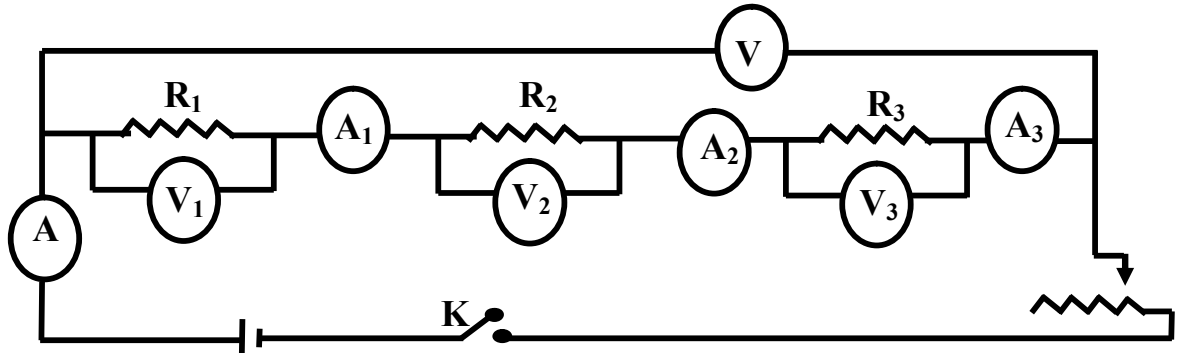 V
R₁
A₁
R₂
A₂
R₃
A₃
V₁
V₂
V₃
A
K